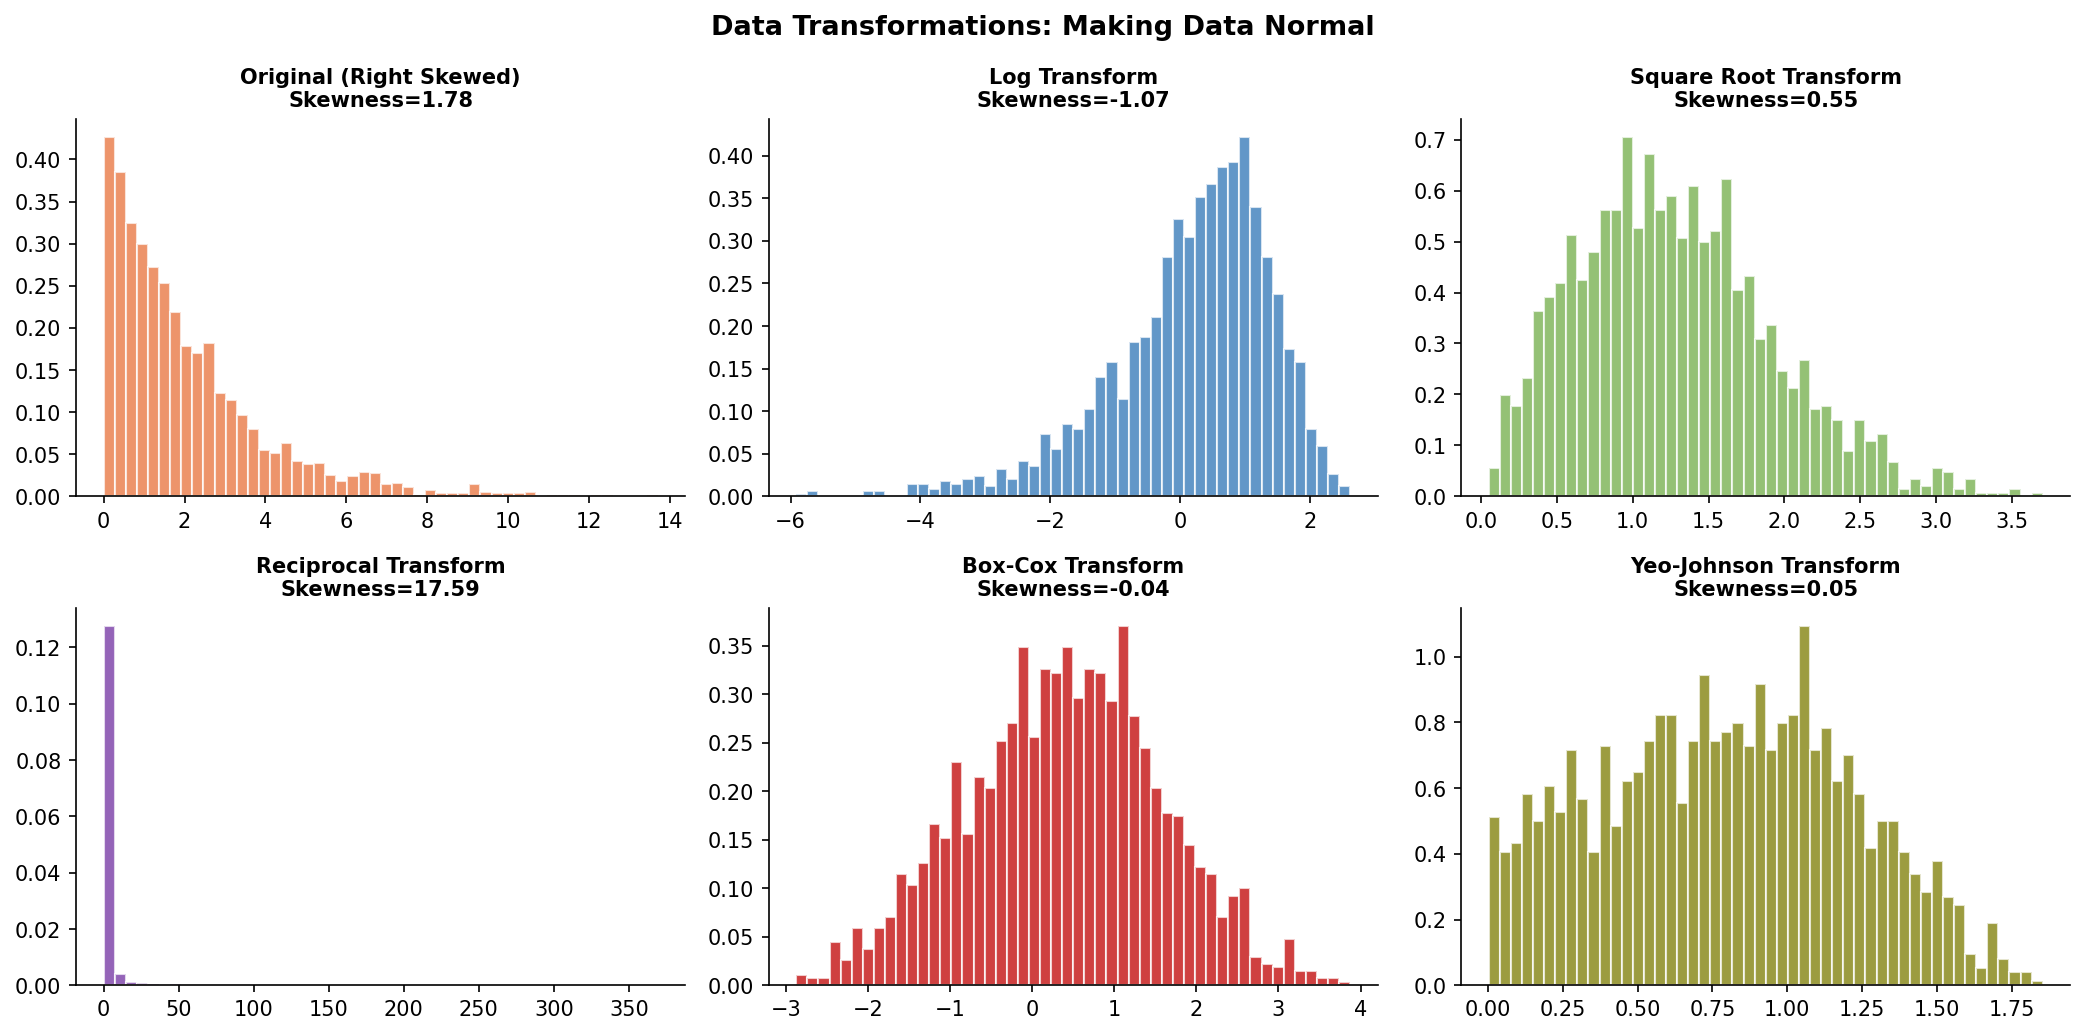 Data Transformations: Making Data Normal
Original (Right Skewed)
Skewness=1.78
0.40
0.35
0.30
0.25
0.20
0.15
0.10
0.05
0.00
0 2 4 6 8 10 12 14
Log Transform
Skewness=-1.07
0.40
0.35
0.30
0.25
0.20
0.15
0.10
0.05
0.00
−6 −4 −2 0 2
Square Root Transform
Skewness=0.55
0.7
0.6
0.5
0.4
0.3
0.2
0.1
0.0
0.0 0.5 1.0 1.5 2.0 2.5 3.0 3.5
Reciprocal Transform
Skewness=17.59
0.12
0.10
0.08
0.06
0.04
0.02
0.00
0 50 100 150 200 250 300 350
Box-Cox Transform
Skewness=-0.04
0.35
0.30
0.25
0.20
0.15
0.10
0.05
0.00
−3 −2 −1 0 1 2 3 4
Yeo-Johnson Transform
Skewness=0.05
1.0
0.8
0.6
0.4
0.2
0.0
0.00 0.25 0.50 0.75 1.00 1.25 1.50 1.75